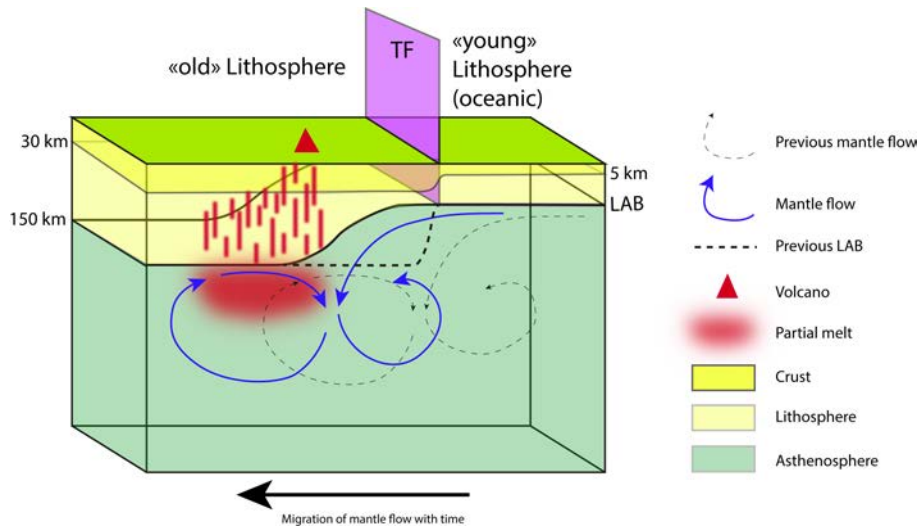 TF
«old» Lithosphere
«young»
Lithosphere
(oceanic)
30 km
5 km
150 km
LAB
Previous mantle flow
Mantle flow
Previous LAB
Volcano
Partial melt
Crust
Lithosphere
Asthenosphere
Migration of mantle flow with time